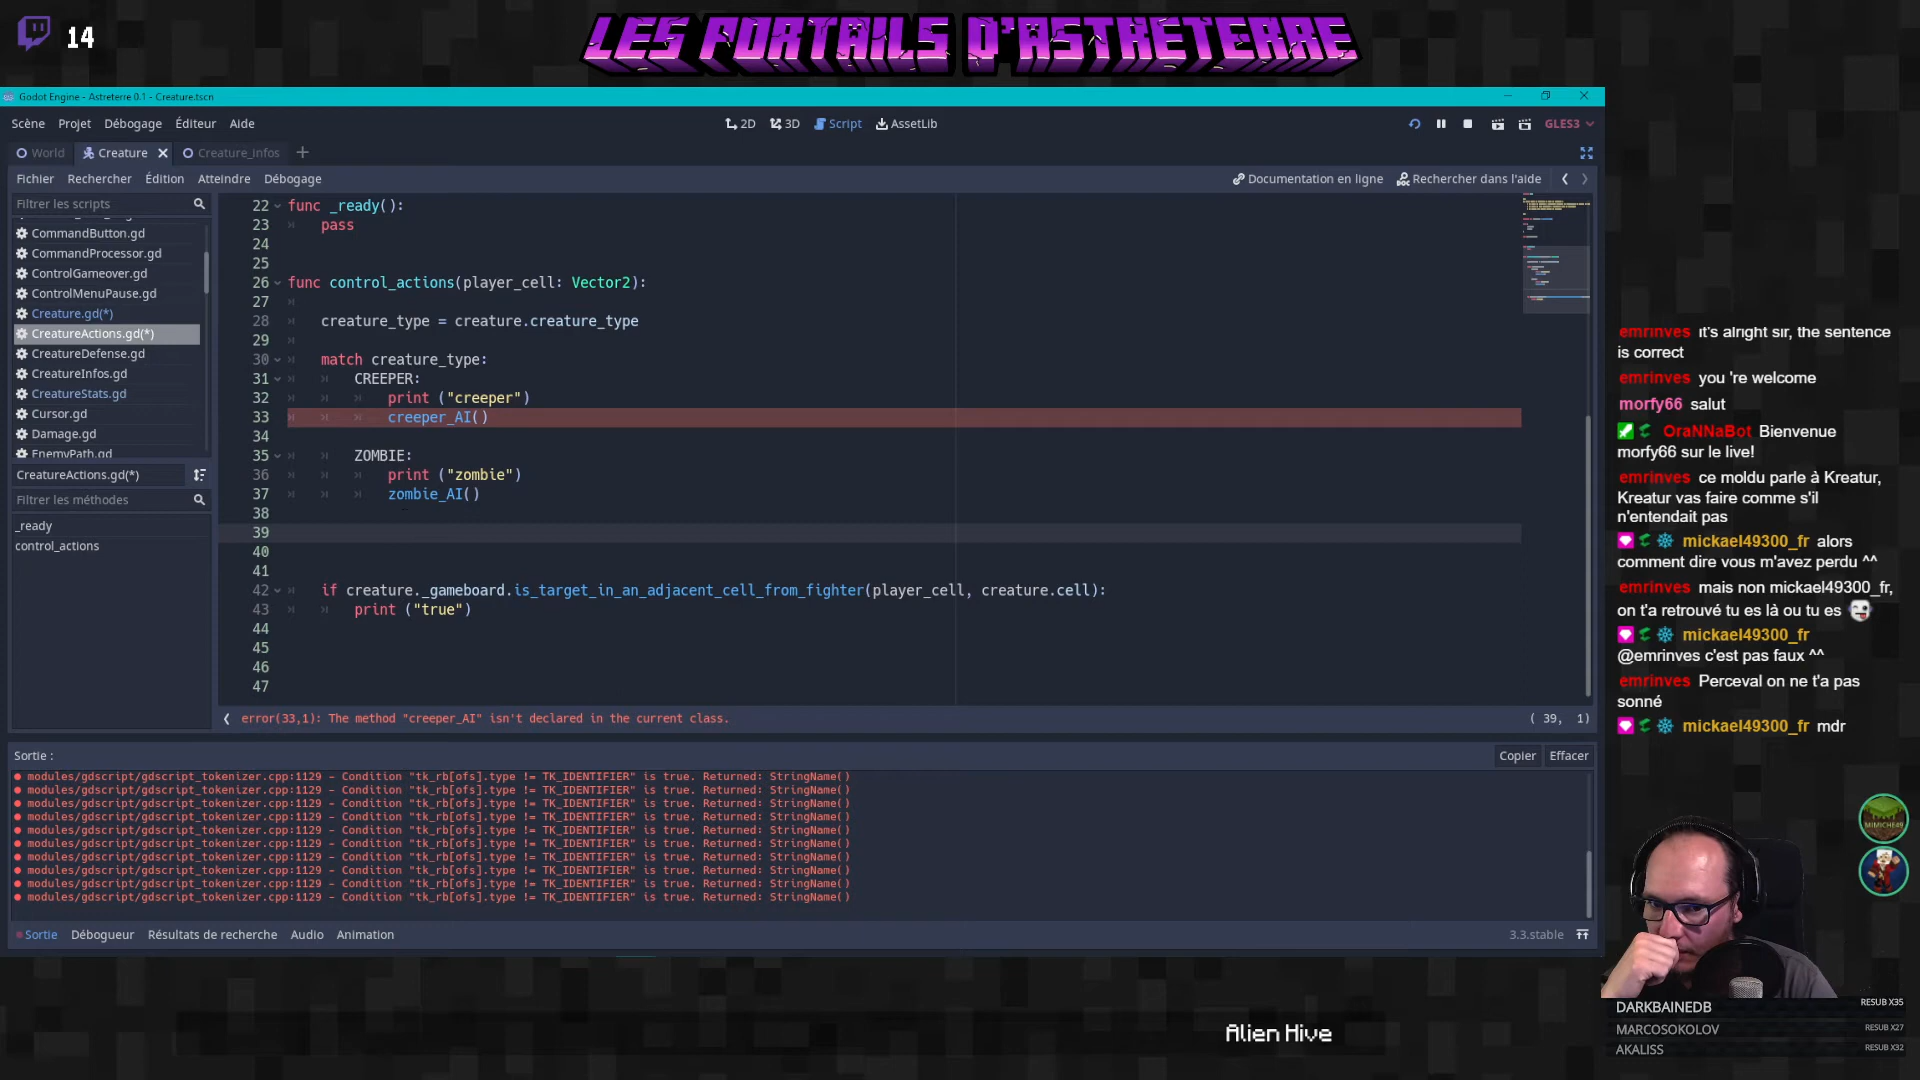 14
LES PORTAILS D'ASTRETERRE
Godot Engine - Astreterre 0.1 - Creature.tscn
Scène Projet Débogage Éditeur Aide
2D 3D Script AssetLib
GLES3
World Creature Creature_infos
Fichier Rechercher Édition Atteindre Débogage
Documentation en ligne Rechercher dans l'aide
Filtrer les scripts
CommandButton.gd
CommandProcessor.gd
ControlGameover.gd
ControlMenuPause.gd
Creature.gd(*)
CreatureActions.gd(*)
CreatureDefense.gd
CreatureInfos.gd
CreatureStats.gd
Cursor.gd
Damage.gd
EnemyPath.gd
CreatureActions.gd(*)
Filtrer les méthodes
_ready
control_actions
22 func _ready():
23 pass
24
25
26 func control_actions(player_cell: Vector2):
27
28 creature_type = creature.creature_type
29
30 match creature_type:
31 CREEPER:
32 print ("creeper")
33 creeper_AI()
34
35 ZOMBIE:
36 print ("zombie")
37 zombie_AI()
38
39
40
41
42 if creature._gameboard.is_target_in_an_adjacent_cell_from_fighter(player_cell, creature.cell):
43 print ("true")
44
45
46
47
error(33,1): The method "creeper_AI" isn't declared in the current class.
( 39, 1)
Sortie :
Copier Effacer
modules/gdscript/gdscript_tokenizer.cpp:1129 - Condition "tk_rb[ofs].type != TK_IDENTIFIER" is true. Returned: StringName()
modules/gdscript/gdscript_tokenizer.cpp:1129 - Condition "tk_rb[ofs].type != TK_IDENTIFIER" is true. Returned: StringName()
modules/gdscript/gdscript_tokenizer.cpp:1129 - Condition "tk_rb[ofs].type != TK_IDENTIFIER" is true. Returned: StringName()
modules/gdscript/gdscript_tokenizer.cpp:1129 - Condition "tk_rb[ofs].type != TK_IDENTIFIER" is true. Returned: StringName()
modules/gdscript/gdscript_tokenizer.cpp:1129 - Condition "tk_rb[ofs].type != TK_IDENTIFIER" is true. Returned: StringName()
modules/gdscript/gdscript_tokenizer.cpp:1129 - Condition "tk_rb[ofs].type != TK_IDENTIFIER" is true. Returned: StringName()
modules/gdscript/gdscript_tokenizer.cpp:1129 - Condition "tk_rb[ofs].type != TK_IDENTIFIER" is true. Returned: StringName()
modules/gdscript/gdscript_tokenizer.cpp:1129 - Condition "tk_rb[ofs].type != TK_IDENTIFIER" is true. Returned: StringName()
modules/gdscript/gdscript_tokenizer.cpp:1129 - Condition "tk_rb[ofs].type != TK_IDENTIFIER" is true. Returned: StringName()
modules/gdscript/gdscript_tokenizer.cpp:1129 - Condition "tk_rb[ofs].type != TK_IDENTIFIER" is true. Returned: StringName()
Sortie Débogueur Résultats de recherche Audio Animation
3.3.stable
emrinves it's alright sir, the sentence
is correct
emrinves you 're welcome
morfy66 salut
OraNNaBot Bienvenue
morfy66 sur le live!
emrinves ce moldu parle à Kreatur,
Kreatur vas faire comme s'il
n'entendait pas
mickael49300_fr alors
comment dire vous m'avez perdu ^^
emrinves mais non mickael49300_fr,
on t'a retrouvé tu es là ou tu es
mickael49300_fr
@emrinves c'est pas faux ^^
emrinves Perceval on ne t'a pas
sonné
mickael49300_fr mdr
MIMICHE49
DARKBAINEDB RESUB X35
MARCOSOKOLOV RESUB X27
AKALISS RESUB X32
Alien Hive